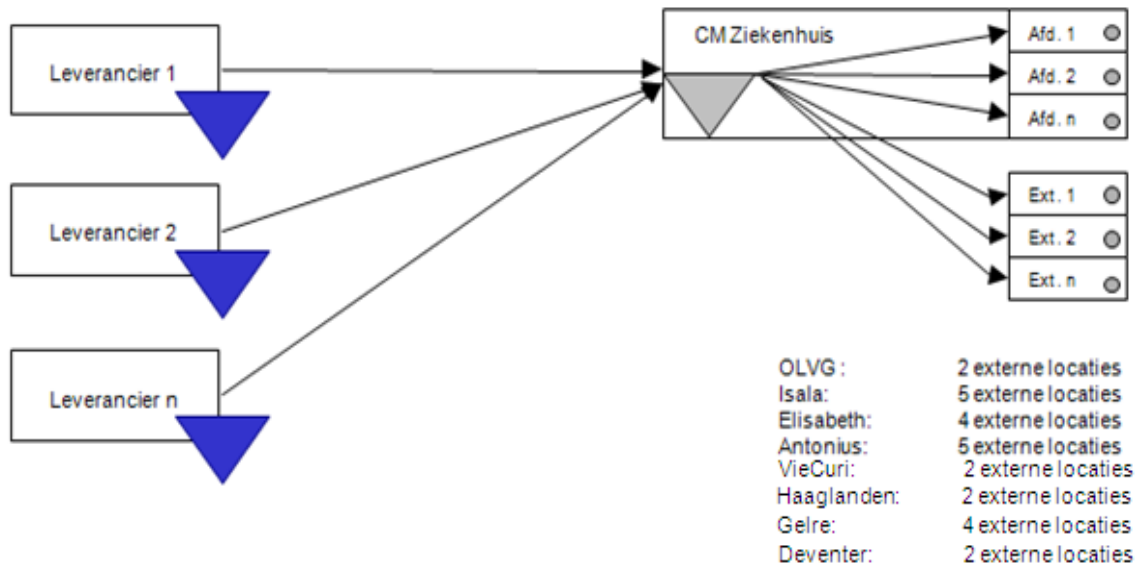 Leverancier 1
Leverancier 2
Leverancier n
CM Ziekenhuis
Afd. 1
Afd. 2
Afd. n
Ext. 1
Ext. 2
Ext. n
OLVG : 2 externe locaties
Isala: 5 externe locaties
Elisabeth: 4 externe locaties
Antonius: 5 externe locaties
VieCuri: 2 externe locaties
Haaglanden: 2 externe locaties
Gelre: 4 externe locaties
Deventer: 2 externe locaties